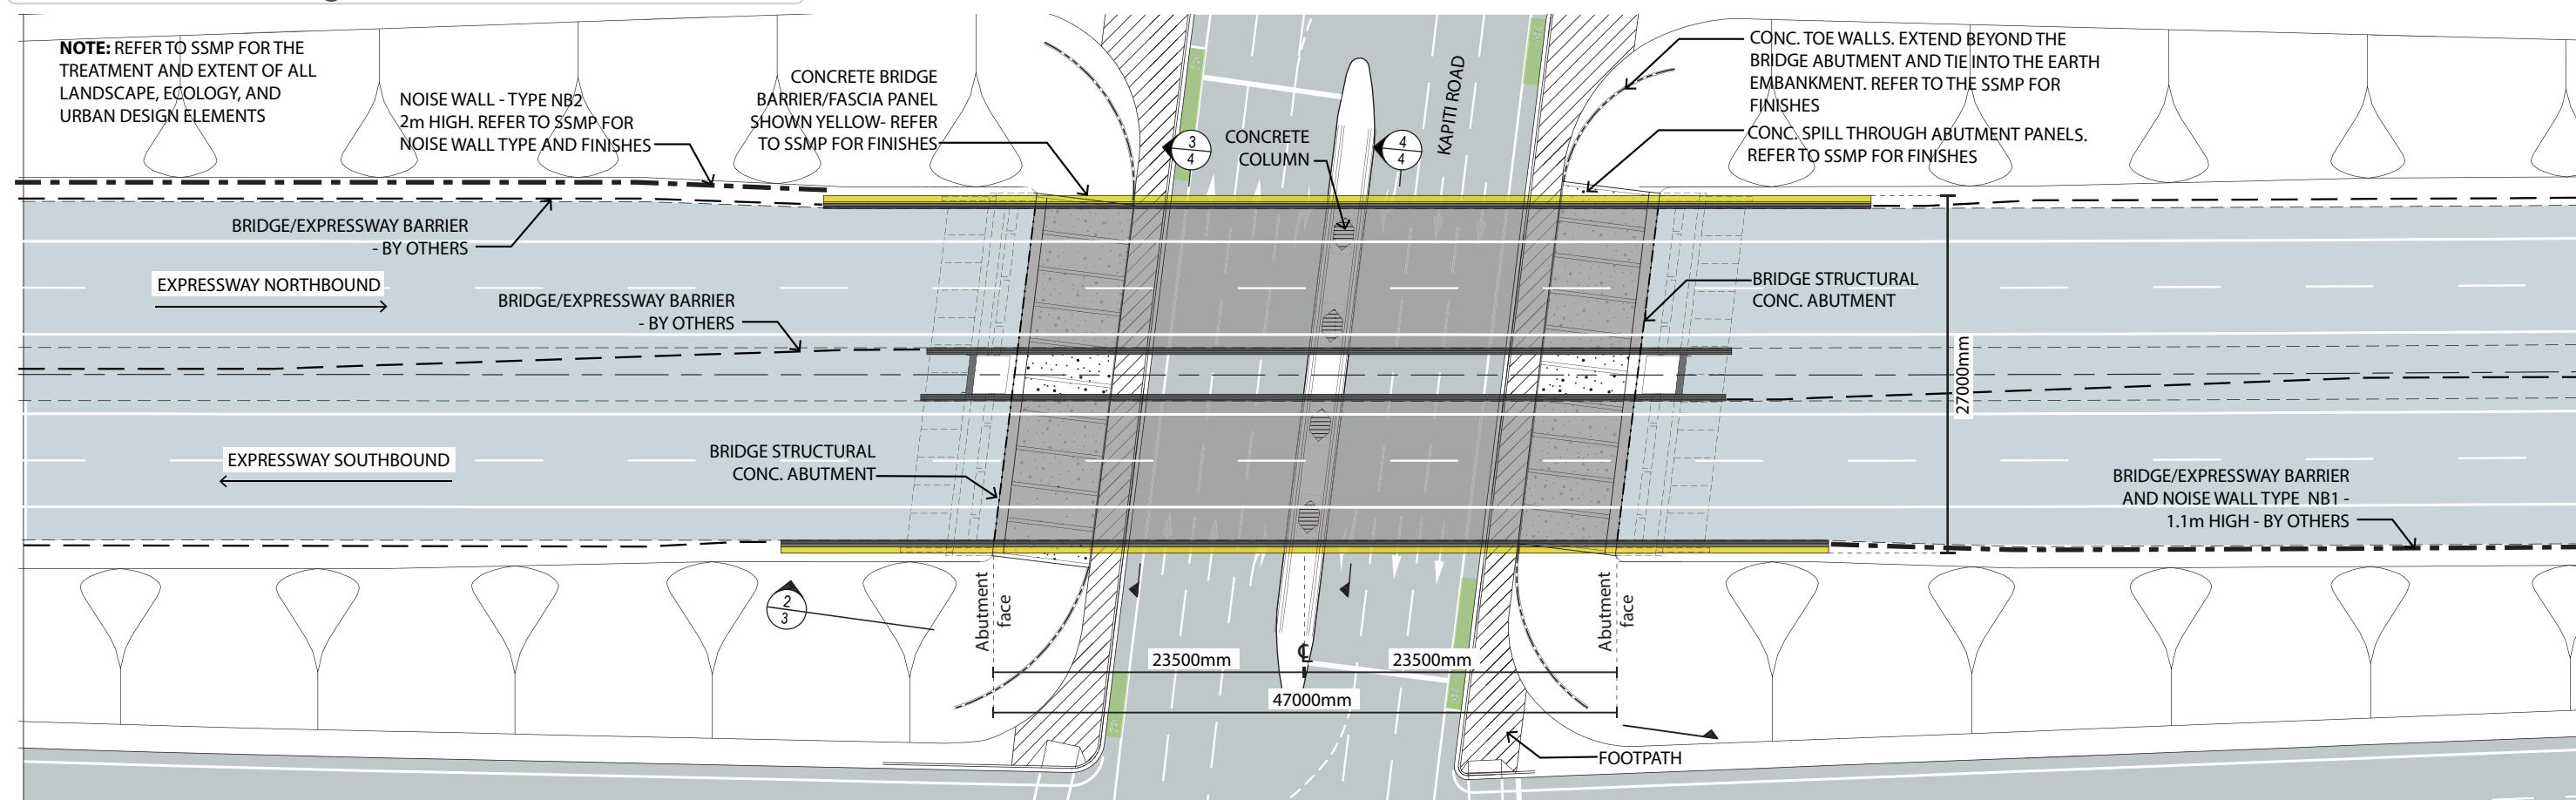 NOTE: REFER TO SSMP FOR THE
TREATMENT AND EXTENT OF ALL
LANDSCAPE, ECOLOGY, AND
URBAN DESIGN ELEMENTS
NOISE WALL - TYPE NB2
2m HIGH. REFER TO SSMP FOR
NOISE WALL TYPE AND FINISHES
CONCRETE BRIDGE
BARRIER/FASCIA PANEL
SHOWN YELLOW- REFER
TO SSMP FOR FINISHES
3
4
CONCRETE
COLUMN
4
4
KAPITI ROAD
CONC. TOE WALLS. EXTEND BEYOND THE
BRIDGE ABUTMENT AND TIE INTO THE EARTH
EMBANKMENT. REFER TO THE SSMP FOR
FINISHES
CONC. SPILL THROUGH ABUTMENT PANELS.
REFER TO SSMP FOR FINISHES
BRIDGE/EXPRESSWAY BARRIER
- BY OTHERS
EXPRESSWAY NORTHBOUND
BRIDGE/EXPRESSWAY BARRIER
- BY OTHERS
BRIDGE STRUCTURAL
CONC. ABUTMENT
27000mm
EXPRESSWAY SOUTHBOUND
BRIDGE STRUCTURAL
CONC. ABUTMENT
BRIDGE/EXPRESSWAY BARRIER
AND NOISE WALL TYPE NB1 -
1.1m HIGH - BY OTHERS
2
3
Abutment
face
Abutment
face
23500mm
℄
23500mm
47000mm
FOOTPATH